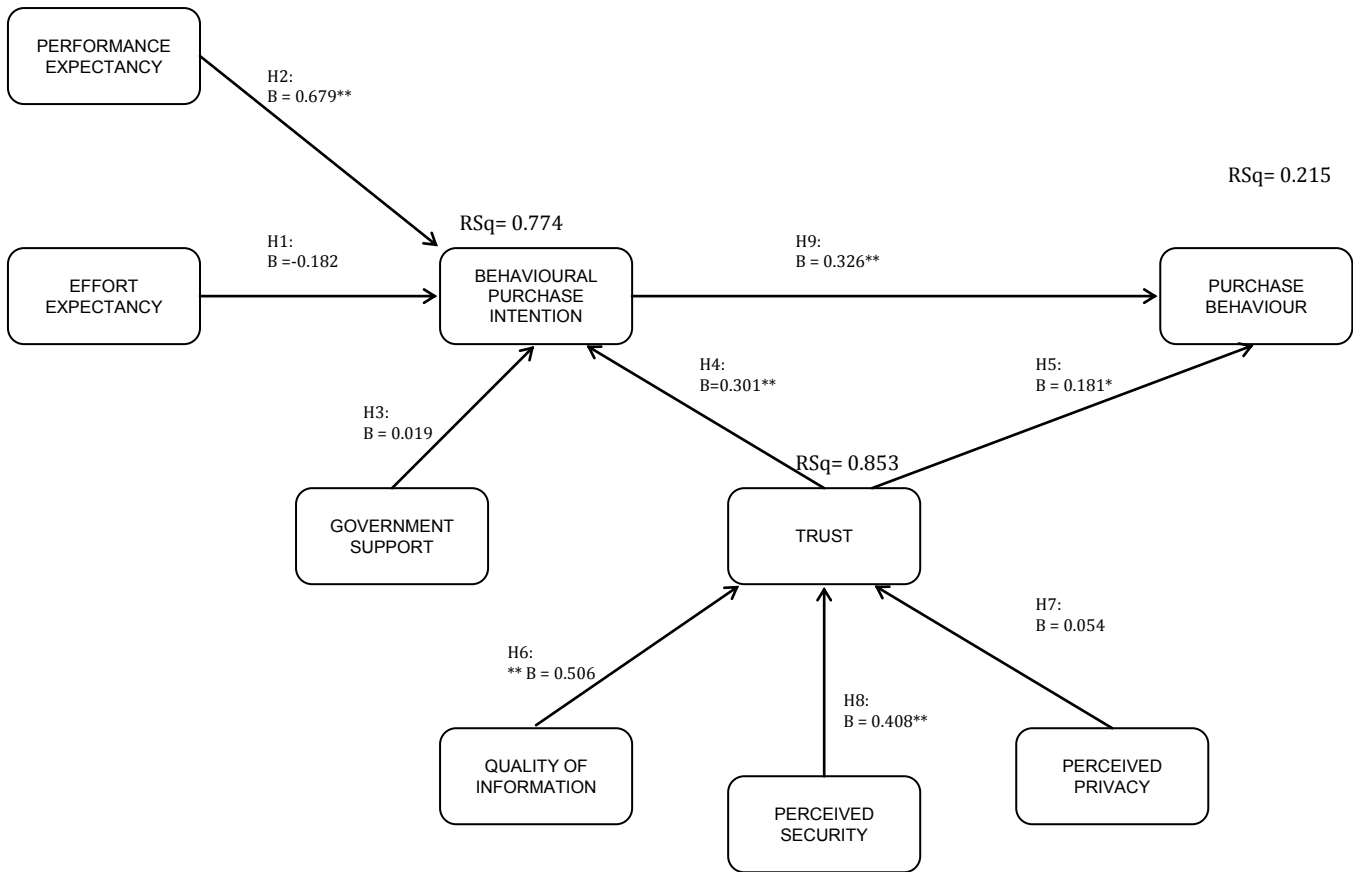 PERFORMANCE
EXPECTANCY
H2:
B = 0.679**
RSq= 0.215
RSq= 0.774
H1:
B =-0.182
H9:
B = 0.326**
EFFORT
EXPECTANCY
BEHAVIOURAL
PURCHASE
INTENTION
PURCHASE
BEHAVIOUR
H4:
B=0.301**
H5:
B = 0.181*
H3:
B = 0.019
RSq= 0.853
GOVERNMENT
SUPPORT
TRUST
H7:
B = 0.054
H6:
** B = 0.506
H8:
B = 0.408**
QUALITY OF
INFORMATION
PERCEIVED
SECURITY
PERCEIVED
PRIVACY